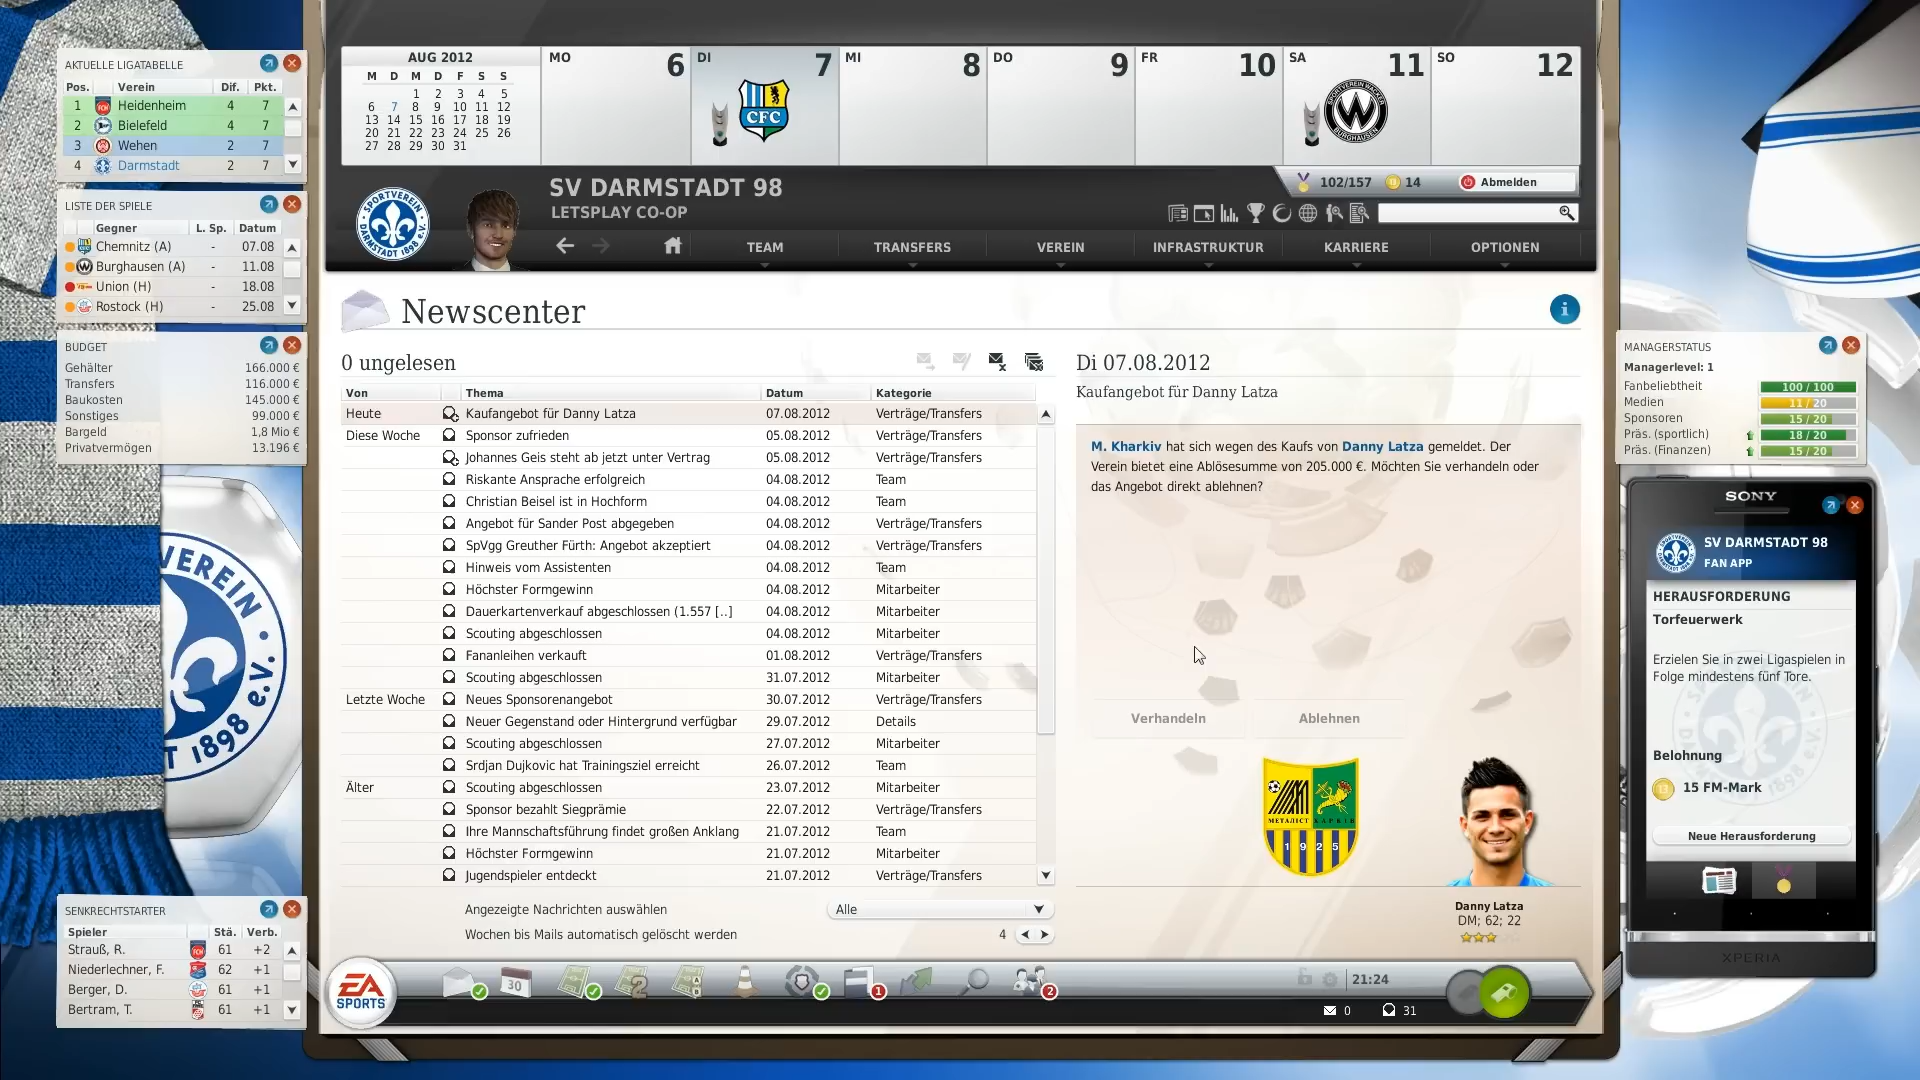 AKTUELLE LIGATABELLE
Pos. Verein Dif. Pkt.
1 Heidenheim 4 7
2 Bielefeld 4 7
3 Wehen 2 7
4 Darmstadt 2 7
LISTE DER SPIELE
Gegner L. Sp. Datum
Chemnitz (A) - 07.08
Burghausen (A) - 11.08
Union (H) - 18.08
Rostock (H) - 25.08
BUDGET
Gehälter 166.000 €
Transfers 116.000 €
Baukosten 145.000 €
Sonstiges 99.000 €
Bargeld 1,8 Mio €
Privatvermögen 13.196 €
SENKRECHTSTARTER
Spieler Stä. Verb.
Strauß, R. 61 +2
Niederlechner, F. 62 +1
Berger, D. 61 +1
Bertram, T. 61 +1
AUG 2012
M D M D F S S
1 2 3 4 5
6 7 8 9 10 11 12
13 14 15 16 17 18 19
20 21 22 23 24 25 26
27 28 29 30 31
MO 6
DI 7
CFC
MI 8
DO 9
FR 10
SA 11
SO 12
SV DARMSTADT 98
LETSPLAY CO-OP
102/157 14 Abmelden
TEAM TRANSFERS VEREIN INFRASTRUKTUR KARRIERE OPTIONEN
Newscenter
0 ungelesen
Von Thema Datum Kategorie
Heute Kaufangebot für Danny Latza 07.08.2012 Verträge/Transfers
Diese Woche Sponsor zufrieden 05.08.2012 Verträge/Transfers
Johannes Geis steht ab jetzt unter Vertrag 05.08.2012 Verträge/Transfers
Riskante Ansprache erfolgreich 04.08.2012 Team
Christian Beisel ist in Hochform 04.08.2012 Team
Angebot für Sander Post abgegeben 04.08.2012 Verträge/Transfers
SpVgg Greuther Fürth: Angebot akzeptiert 04.08.2012 Verträge/Transfers
Hinweis vom Assistenten 04.08.2012 Team
Höchster Formgewinn 04.08.2012 Mitarbeiter
Dauerkartenverkauf abgeschlossen (1.557 [..] 04.08.2012 Mitarbeiter
Scouting abgeschlossen 04.08.2012 Mitarbeiter
Fananleihen verkauft 01.08.2012 Verträge/Transfers
Scouting abgeschlossen 31.07.2012 Mitarbeiter
Letzte Woche Neues Sponsorenangebot 30.07.2012 Verträge/Transfers
Neuer Gegenstand oder Hintergrund verfügbar 29.07.2012 Details
Scouting abgeschlossen 27.07.2012 Mitarbeiter
Srdjan Dujkovic hat Trainingsziel erreicht 26.07.2012 Team
Älter Scouting abgeschlossen 23.07.2012 Mitarbeiter
Sponsor bezahlt Siegprämie 22.07.2012 Verträge/Transfers
Ihre Mannschaftsführung findet großen Anklang 21.07.2012 Team
Höchster Formgewinn 21.07.2012 Mitarbeiter
Jugendspieler entdeckt 21.07.2012 Verträge/Transfers
Angezeigte Nachrichten auswählen Alle
Wochen bis Mails automatisch gelöscht werden 4
Di 07.08.2012
Kaufangebot für Danny Latza
M. Kharkiv hat sich wegen des Kaufs von Danny Latza gemeldet. Der
Verein bietet eine Ablösesumme von 205.000 €. Möchten Sie verhandeln oder
das Angebot direkt ablehnen?
Verhandeln Ablehnen
1925
Danny Latza
DM; 62; 22
EA SPORTS
30
2
1
2
21:24
0 31
MANAGERSTATUS
Managerlevel: 1
Fanbeliebtheit 100 / 100
Medien 11 / 20
Sponsoren 15 / 20
Präs. (sportlich) 18 / 20
Präs. (Finanzen) 15 / 20
SONY
SV DARMSTADT 98
FAN APP
HERAUSFORDERUNG
Torfeuerwerk
Erzielen Sie in zwei Ligaspielen in
Folge mindestens fünf Tore.
Belohnung
15 FM-Mark
Neue Herausforderung
XPERIA